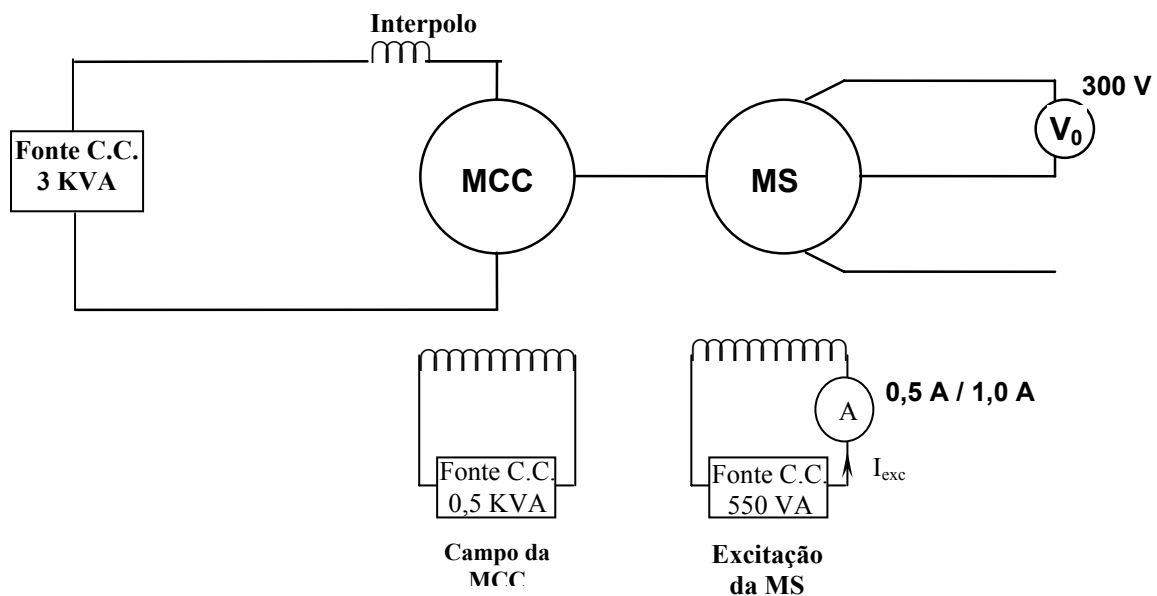 Interpolo
300 V
V0
Fonte C.C.
3 KVA
MCC
MS
0,5 A / 1,0 A
A
Iexc
Fonte C.C.
0,5 KVA
Fonte C.C.
550 VA
Campo da
MCC
Excitação
da MS